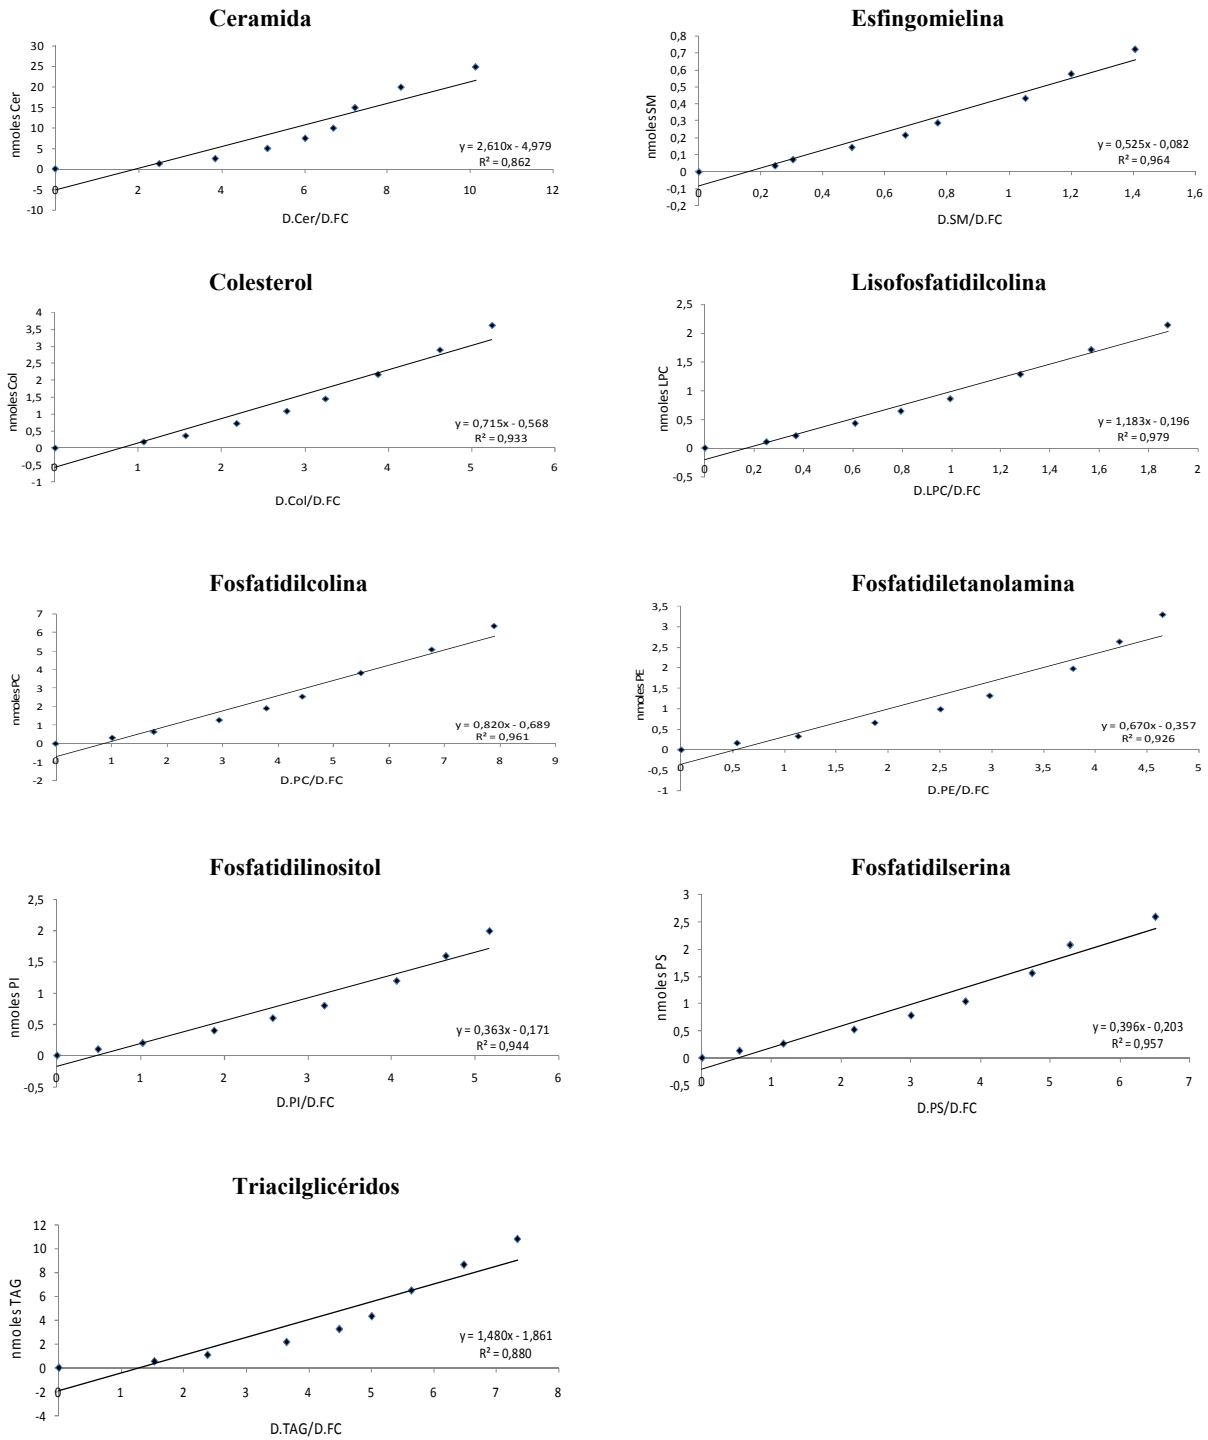 Ceramida
30
25
20
15
10
5
0
-5
-10
nmoles Cer
0 2 4 6 8 10 12
D.Cer/D.FC
y = 2,610x - 4,979
R² = 0,862
Esfingomielina
0,8
0,7
0,6
0,5
0,4
0,3
0,2
0,1
0
-0,1
-0,2
nmoles SM
0 0,2 0,4 0,6 0,8 1 1,2 1,4 1,6
D.SM/D.FC
y = 0,525x - 0,082
R² = 0,964
Colesterol
4
3,5
3
2,5
2
1,5
1
0,5
0
-0,5
-1
nmoles Col
0 1 2 3 4 5 6
D.Col/D.FC
y = 0,715x - 0,568
R² = 0,933
Lisofosfatidilcolina
2,5
2
1,5
1
0,5
0
-0,5
nmoles LPC
0 0,2 0,4 0,6 0,8 1 1,2 1,4 1,6 1,8 2
D.LPC/D.FC
y = 1,183x - 0,196
R² = 0,979
Fosfatidilcolina
7
6
5
4
3
2
1
0
-1
-2
nmoles PC
0 1 2 3 4 5 6 7 8 9
D.PC/D.FC
y = 0,820x - 0,689
R² = 0,961
Fosfatidiletanolamina
3,5
3
2,5
2
1,5
1
0,5
0
-0,5
-1
nmoles PE
0 0,5 1 1,5 2 2,5 3 3,5 4 4,5 5
D.PE/D.FC
y = 0,670x - 0,357
R² = 0,926
Fosfatidilinositol
2,5
2
1,5
1
0,5
0
-0,5
nmoles PI
0 1 2 3 4 5 6
D.PI/D.FC
y = 0,363x - 0,171
R² = 0,944
Fosfatidilserina
3
2,5
2
1,5
1
0,5
0
-0,5
nmoles PS
0 1 2 3 4 5 6 7
D.PS/D.FC
y = 0,396x - 0,203
R² = 0,957
Triacilglicéridos
12
10
8
6
4
2
0
-2
-4
nmoles TAG
0 1 2 3 4 5 6 7 8
D.TAG/D.FC
y = 1,480x - 1,861
R² = 0,880